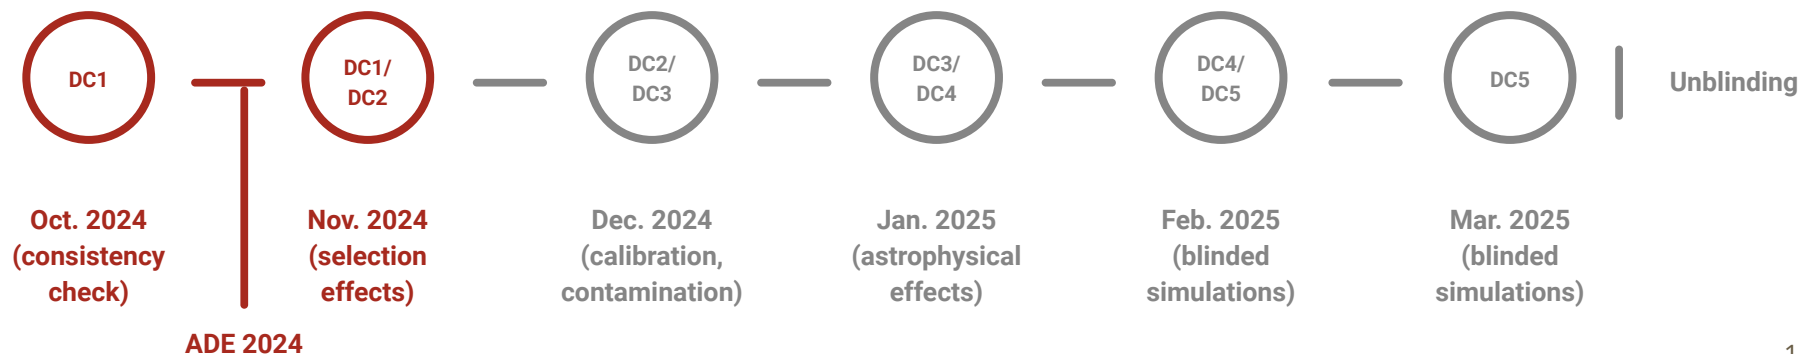 DC1
DC1/
DC2
DC2/
DC3
DC3/
DC4
DC4/
DC5
DC5
Unblinding
Oct. 2024
(consistency
check)
Nov. 2024
(selection
effects)
Dec. 2024
(calibration,
contamination)
Jan. 2025
(astrophysical
effects)
Feb. 2025
(blinded
simulations)
Mar. 2025
(blinded
simulations)
ADE 2024
1